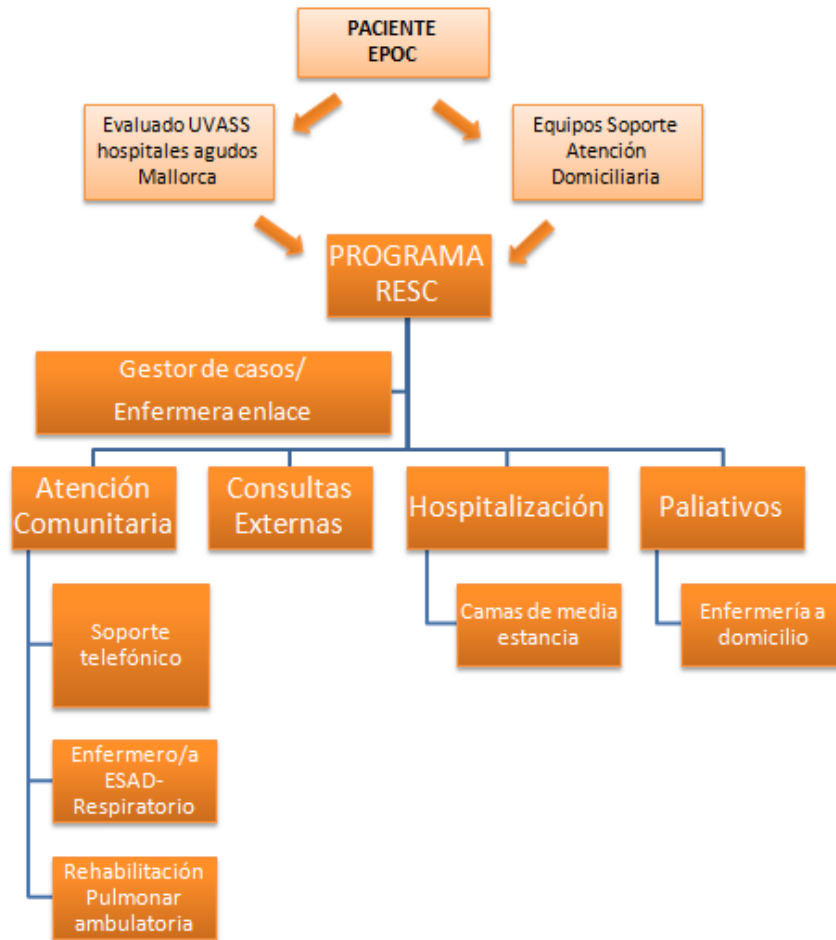 PACIENTE
EPOC
Evaluado UVASS
hospitales agudos
Mallorca
Equipos Soporte
Atención
Domiciliaria
PROGRAMA
RESC
Gestor de casos/
Enfermera enlace
Atención
Comunitaria
Consultas
Externas
Hospitalización
Paliativos
Soporte
telefónico
Camas de media
estancia
Enfermería a
domicilio
Enfermero/a
ESAD-
Respiratorio
Rehabilitación
Pulmonar
ambulatoria